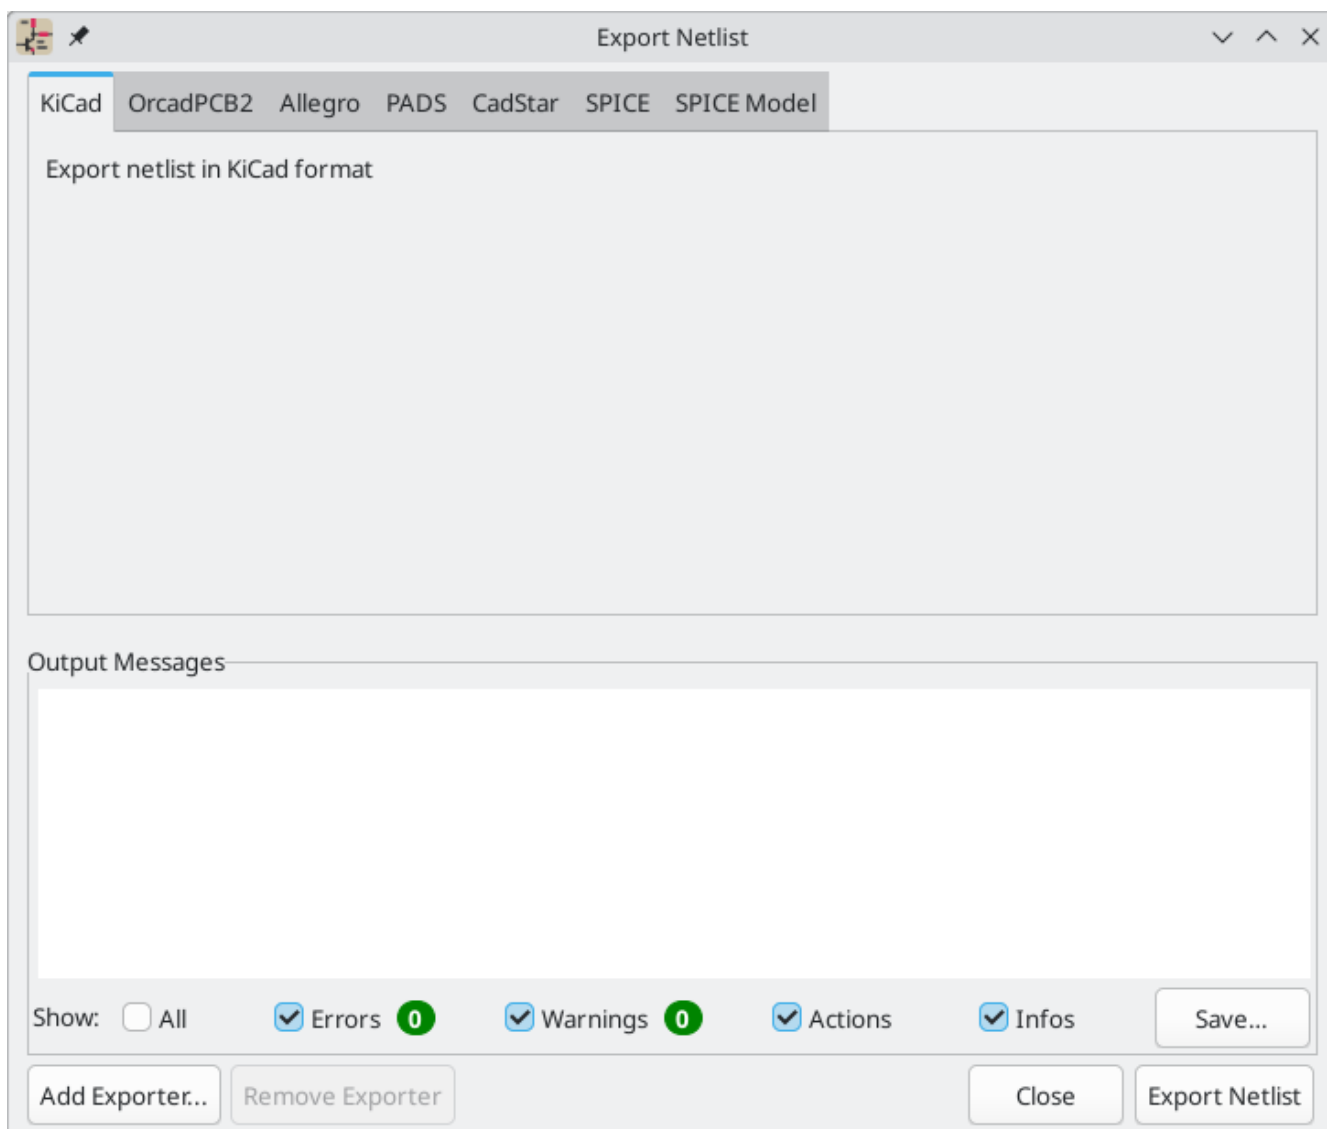 Export Netlist
KiCad OrcadPCB2 Allegro PADS CadStar SPICE SPICE Model
Export netlist in KiCad format
Output Messages
Show: All Errors 0 Warnings 0 Actions Infos Save...
Add Exporter... Remove Exporter Close Export Netlist